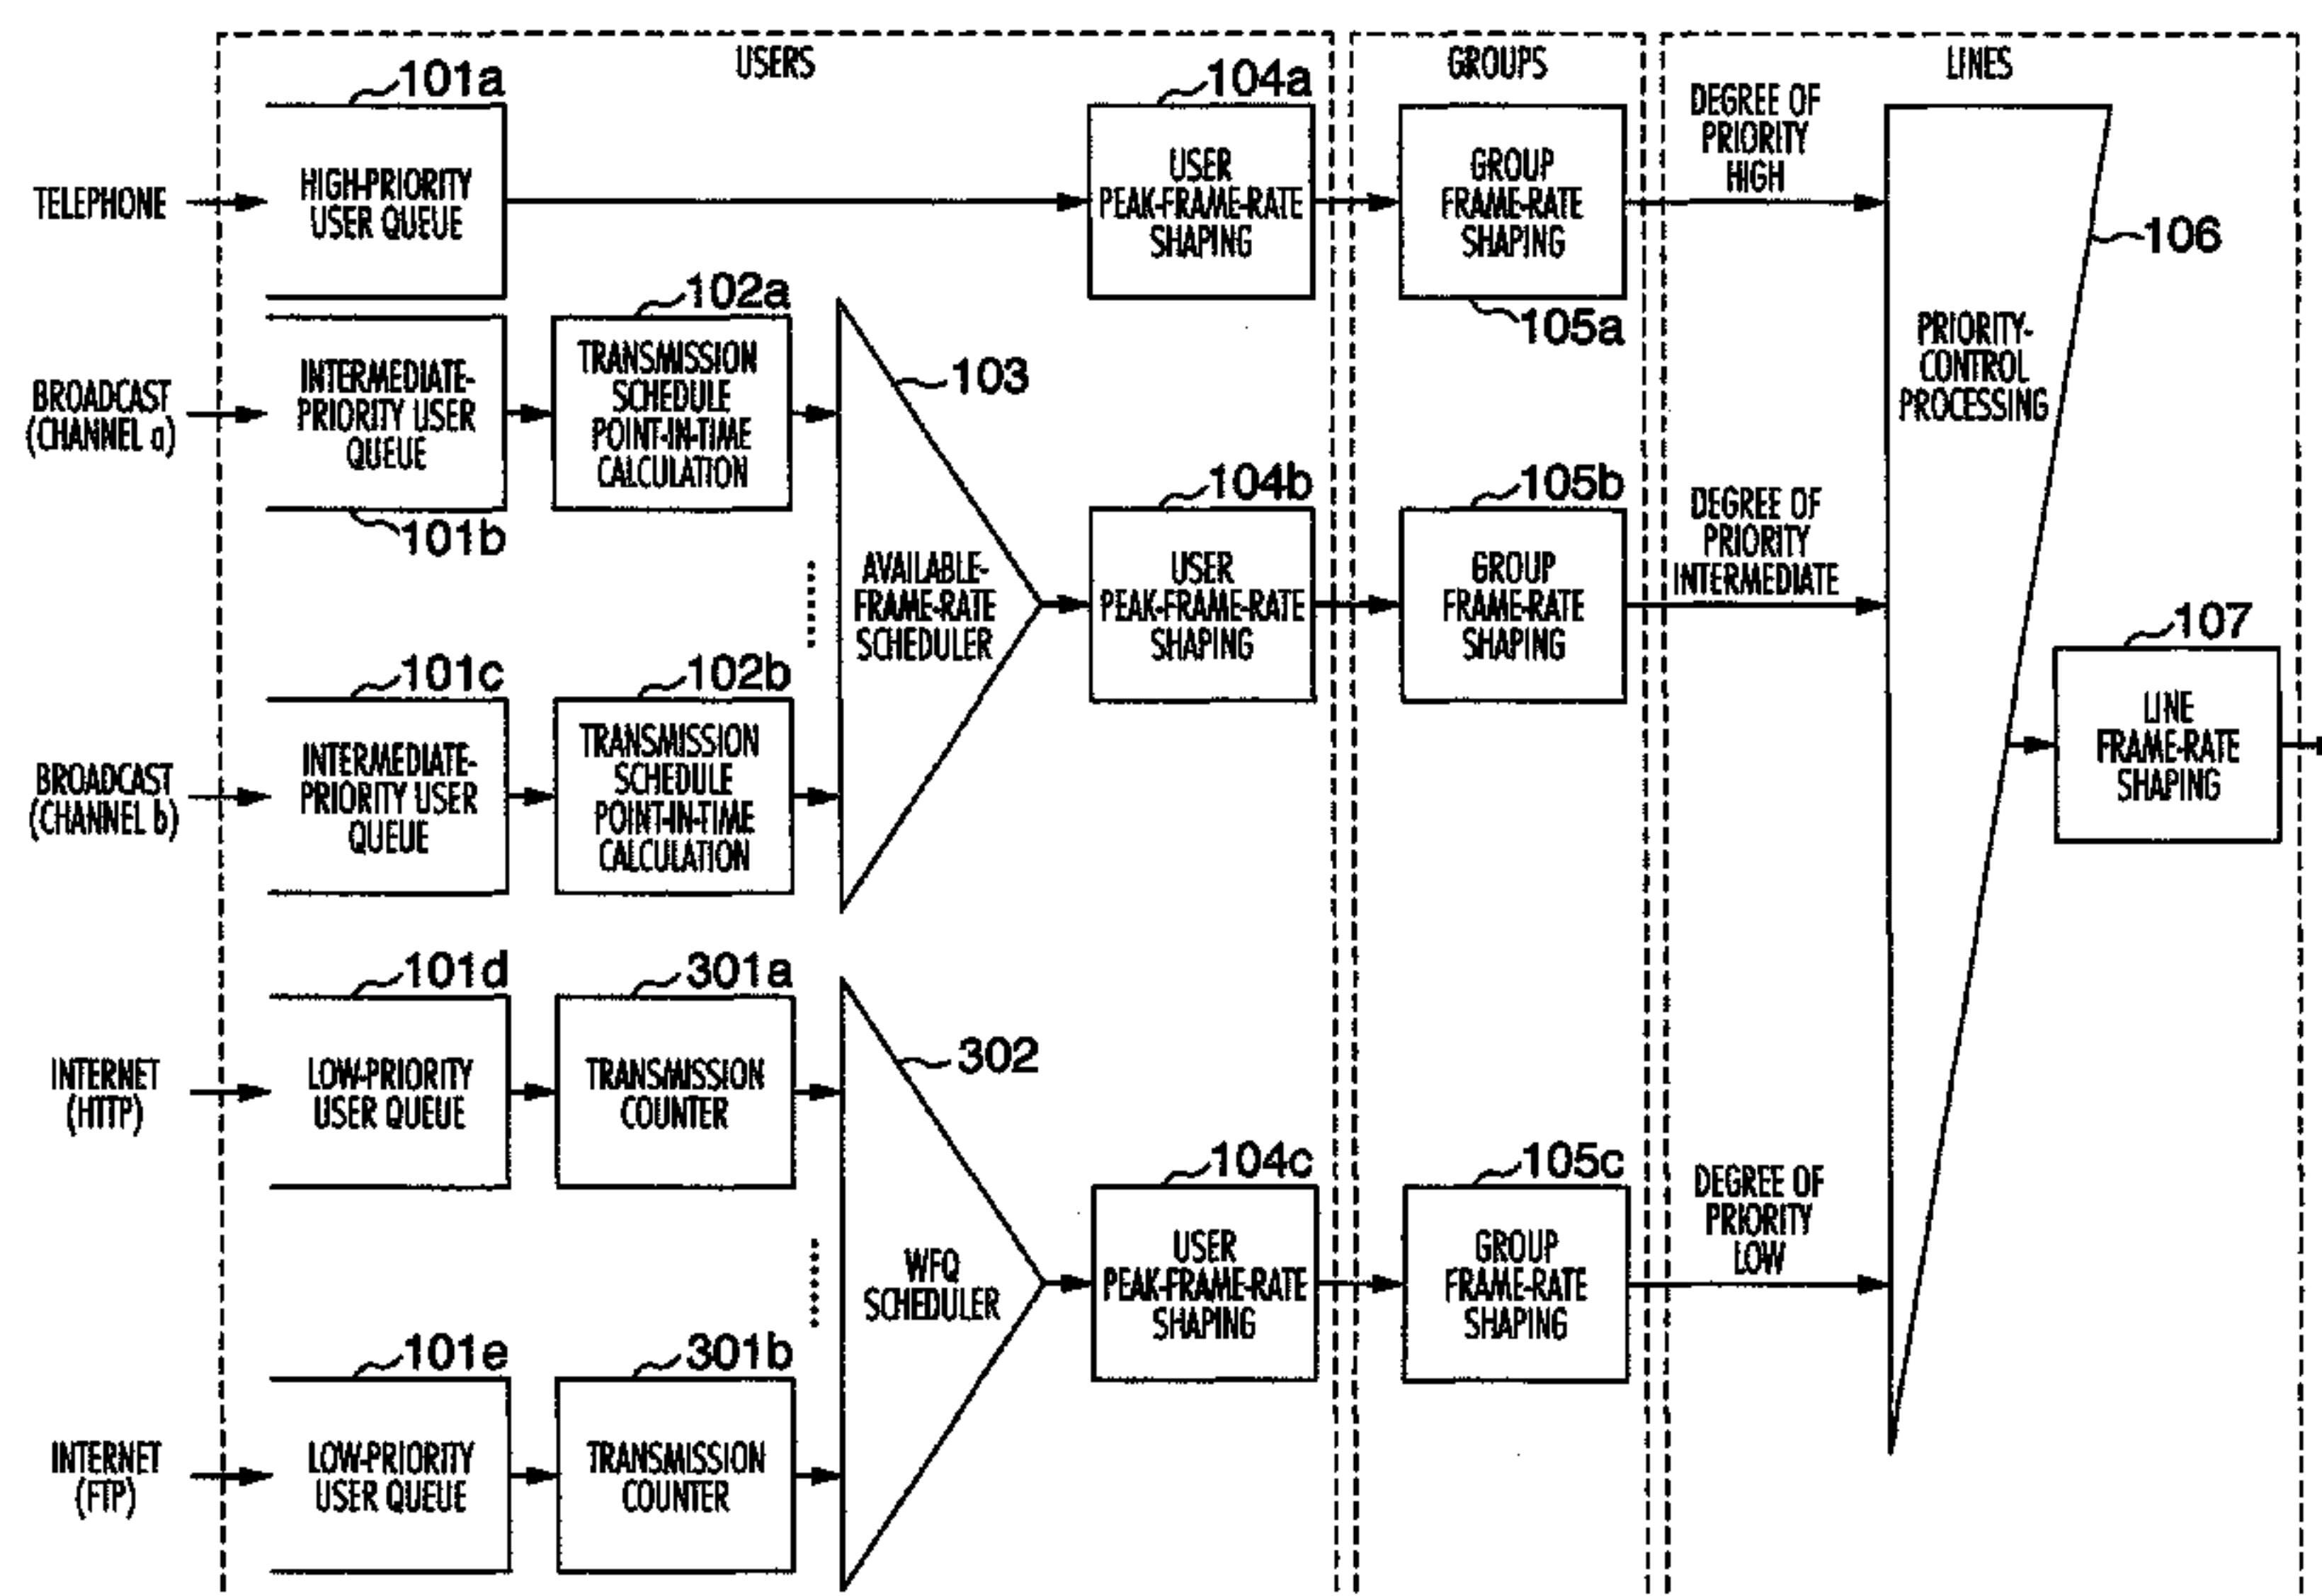 USERS
GROUPS
LINES
101a
104a
DEGREE OF
PRIORITY
HIGH
TELEPHONE
HIGH-PRIORITY
USER QUEUE
USER
PEAK-FRAME-RATE
SHAPING
GROUP
FRAME-RATE
SHAPING
106
102a
105a
BROADCAST
(CHANNEL a)
INTERMEDIATE-
PRIORITY USER
QUEUE
TRANSMISSION
SCHEDULE
POINT-IN-TIME
CALCULATION
103
PRIORITY-
CONTROL
PROCESSING
101b
104b
105b
DEGREE OF
PRIORITY
INTERMEDIATE
AVAILABLE-
FRAME-RATE
SCHEDULER
USER
PEAK-FRAME-RATE
SHAPING
GROUP
FRAME-RATE
SHAPING
107
101c
102b
LINE
FRAME-RATE
SHAPING
BROADCAST
(CHANNEL b)
INTERMEDIATE-
PRIORITY USER
QUEUE
TRANSMISSION
SCHEDULE
POINT-IN-TIME
CALCULATION
101d
301a
302
INTERNET
(HTTP)
LOW-PRIORITY
USER QUEUE
TRANSMISSION
COUNTER
104c
105c
DEGREE OF
PRIORITY
LOW
WFQ
SCHEDULER
USER
PEAK-FRAME-RATE
SHAPING
GROUP
FRAME-RATE
SHAPING
101e
301b
INTERNET
(FTP)
LOW-PRIORITY
USER QUEUE
TRANSMISSION
COUNTER